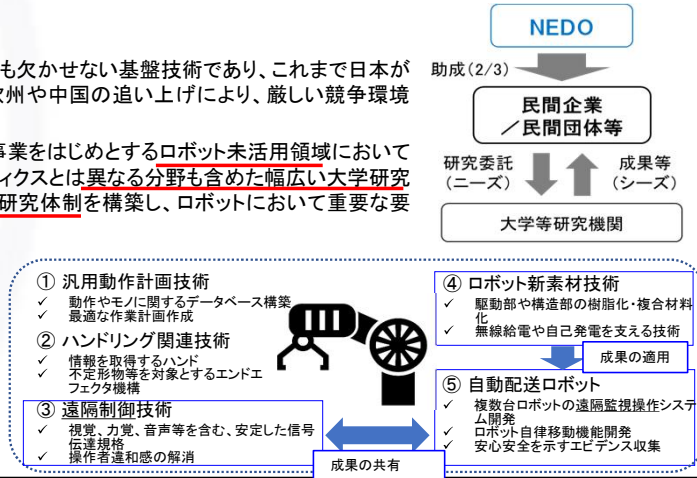 NEDO
助成(2/3)
民間企業
／民間団体等
研究委託
(ニーズ)
成果等
(シーズ)
大学等研究機関
も欠かせない基盤技術であり、これまで日本が
欠州や中国の追い上げにより、厳しい競争環境
事業をはじめとするロボット未活用領域において
ィクスとは異なる分野も含めた幅広い大学研究
研究体制を構築し、ロボットにおいて重要な要
① 汎用動作計画技術
✓ 動作やモノに関するデータベース構築
✓ 最適な作業計画作成
② ハンドリング関連技術
✓ 情報を取得するハンド
✓ 不定形物等を対象とするエンドエ
フェクタ機構
③ 遠隔制御技術
✓ 視覚、力覚、音声等を含む、安定した信号
伝達規格
✓ 操作者違和感の解消
成果の共有
④ ロボット新素材技術
✓ 駆動部や構造部の樹脂化・複合材料
化
✓ 無線給電や自己発電を支える技術
成果の適用
⑤ 自動配送ロボット
✓ 複数台ロボットの遠隔監視操作システ
ム開発
✓ ロボット自律移動機能開発
✓ 安心安全を示すエビデンス収集